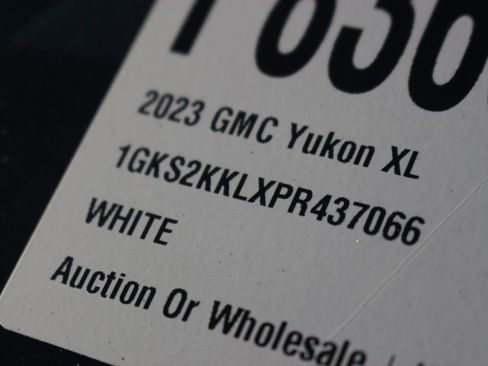 2023 GMC Yukon XL
1GKS2KKLXPR437066
WHITE
Auction Or Wholesale